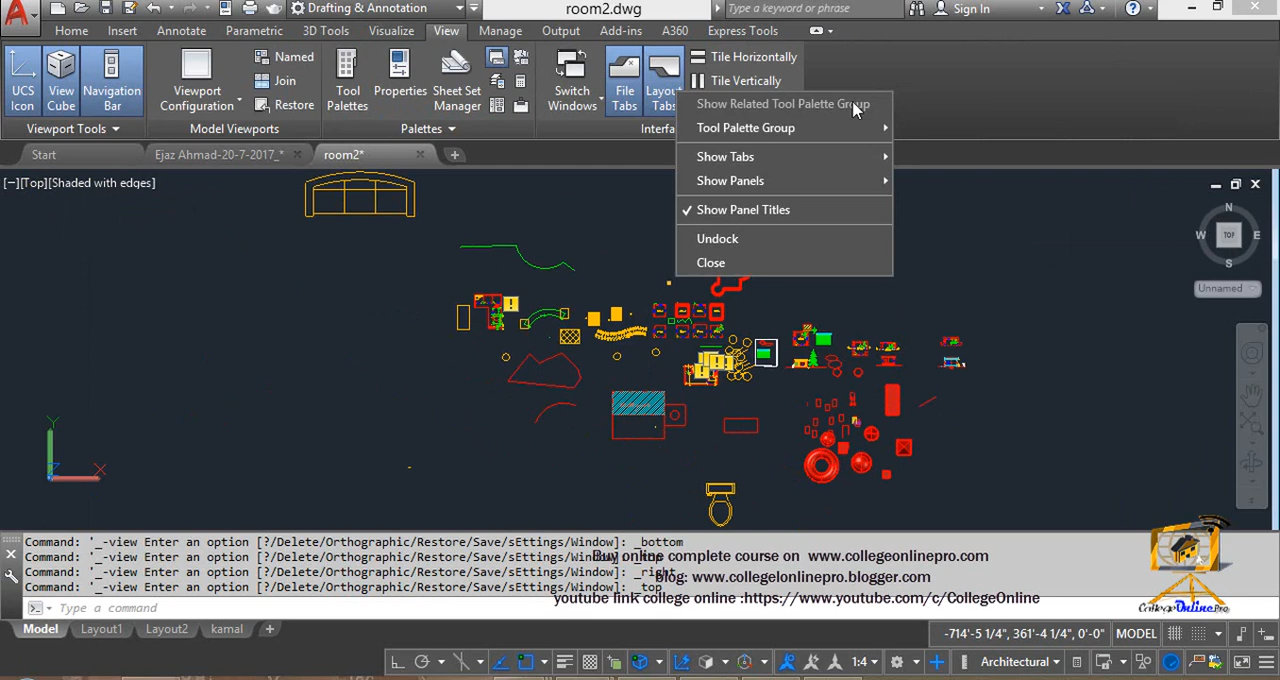 Drafting & Annotation
room2.dwg
Type a keyword or phrase
Sign In
Home Insert Annotate Parametric 3D Tools Visualize View Manage Output Add-ins A360 Express Tools
UCS Icon
View Cube
Navigation Bar
Viewport Tools
Viewport Configuration
Named
Join
Restore
Model Viewports
Tool Palettes
Properties
Sheet Set Manager
Palettes
Switch Windows
File Tabs
Layout Tabs
Tile Horizontally
Tile Vertically
Interfa
Show Related Tool Palette Group
Tool Palette Group
Show Tabs
Show Panels
Show Panel Titles
Undock
Close
Start
Ejaz Ahmad-20-7-2017_*
room2*
[−][Top][Shaded with edges]
N
W TOP E
S
Unnamed
Y
Z X
Command: '_-view Enter an option [?/Delete/Orthographic/Restore/Save/sEttings/Window]: _bottom
Command: '_-view Enter an option [?/Delete/Orthographic/Restore/Save/sEttings/Window]: _top
Command: '_-view Enter an option [?/Delete/Orthographic/Restore/Save/sEttings/Window]: _right
Command: '_-view Enter an option [?/Delete/Orthographic/Restore/Save/sEttings/Window]: _top
Buy online complete course on www.collegeonlinepro.com
blog: www.collegelonlinepro.blogger.com
youtube link college online :https://www.youtube.com/c/CollegeOnline
Type a command
College Online Pro
Model Layout1 Layout2 kamal
-714'-5 1/4", 361'-4 1/4", 0'-0" MODEL
1:4 Architectural